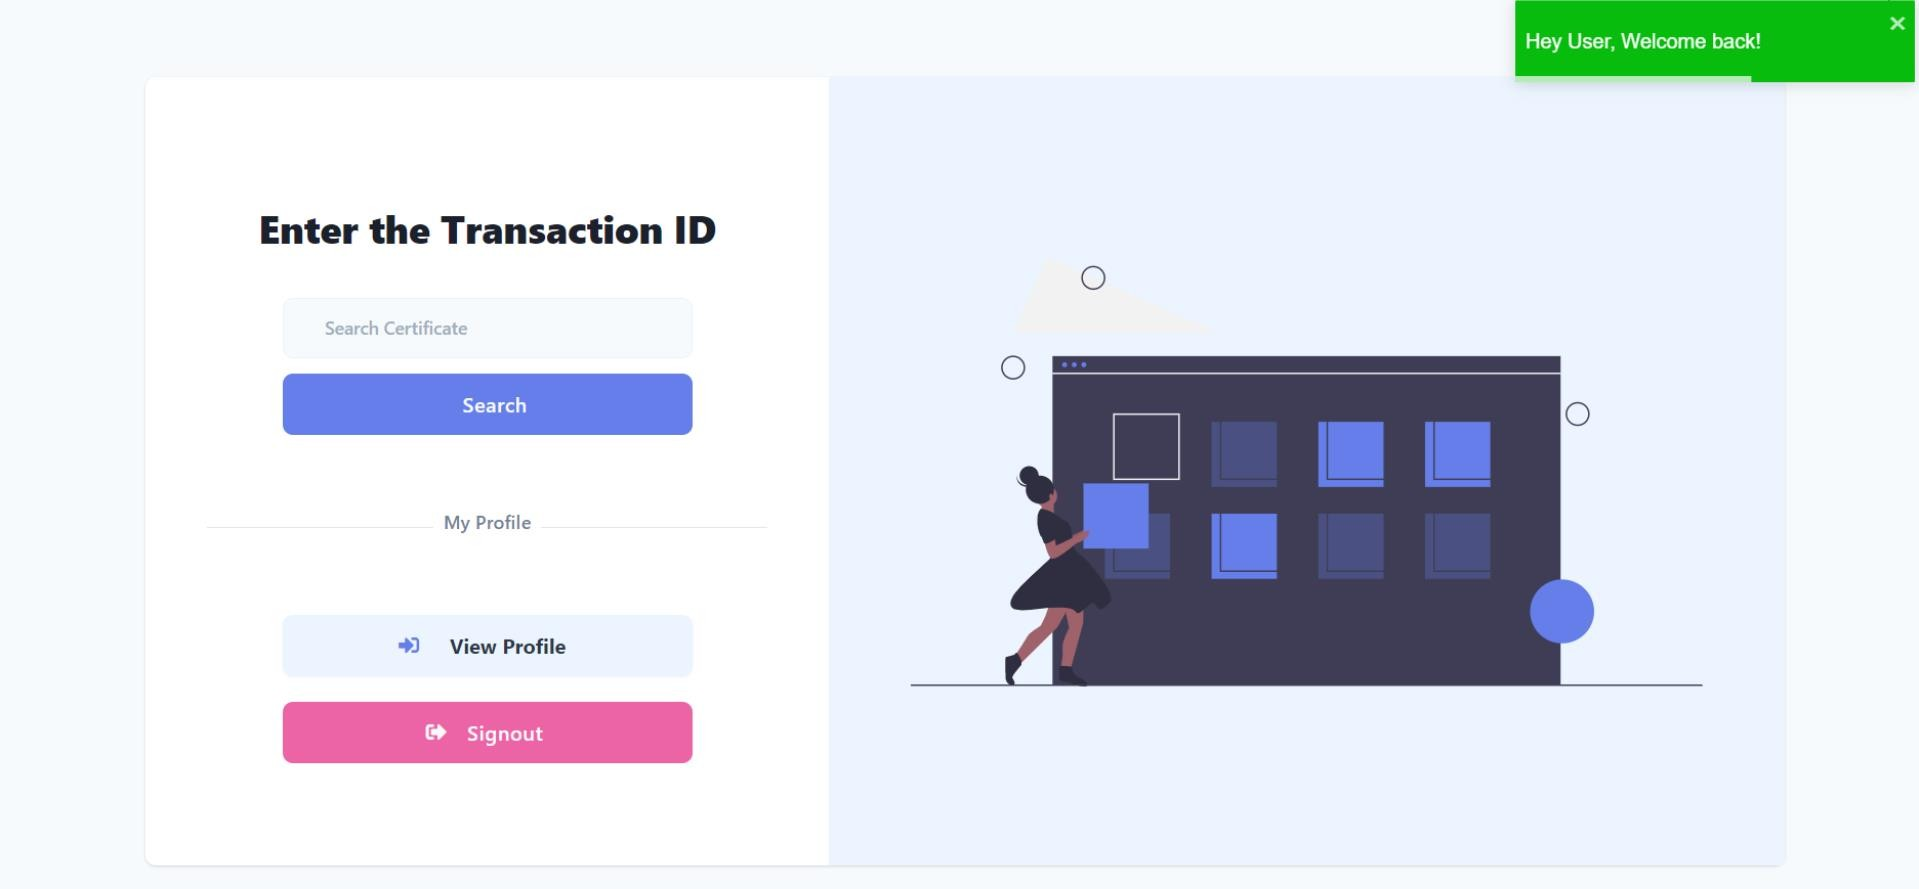 Hey User, Welcome back!
Enter the Transaction ID
Search Certificate
Search
My Profile
View Profile
Signout